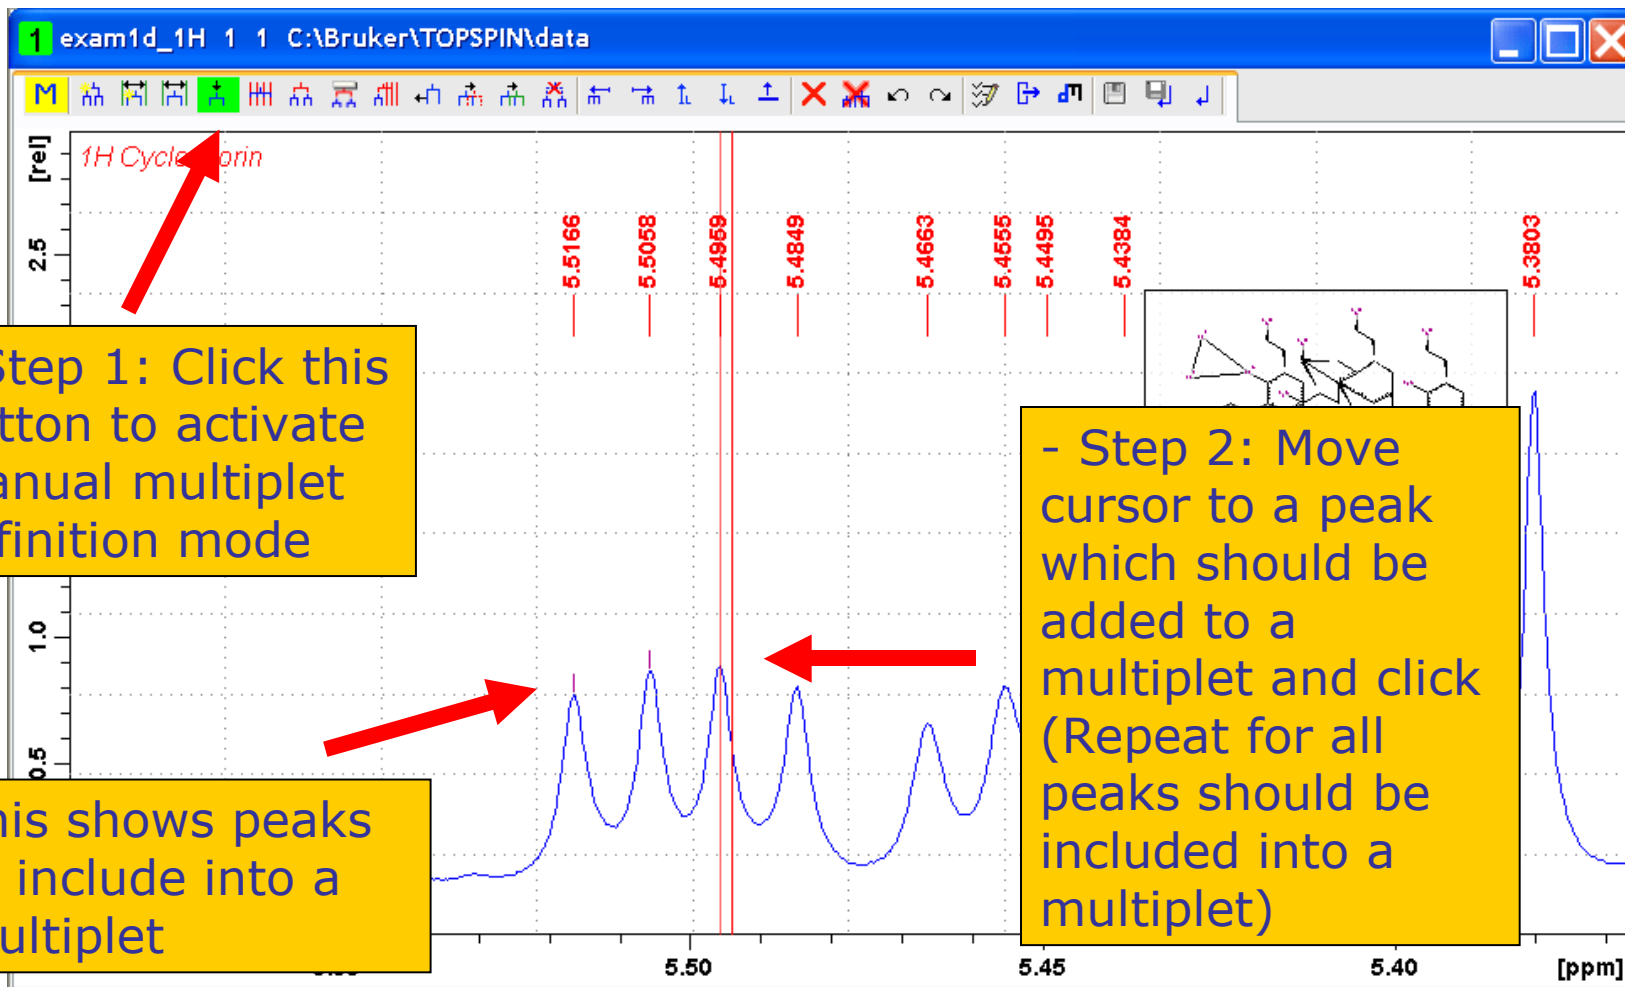 1 exam1d_1H 1 1 C:\Bruker\TOPSPIN\data
M
[rel]
1H
5.5166
5.5058
5.4959
5.4849
5.4663
5.4555
5.4495
5.4384
5.3803
2.5
Step 1: Click this
tton to activate
anual multiplet
finition mode
- Step 2: Move
cursor to a peak
which should be
added to a
multiplet and click
(Repeat for all
peaks should be
included into a
multiplet)
1.0
0.5
his shows peaks
include into a
ultiplet
5.50
5.45
5.40
[ppm]